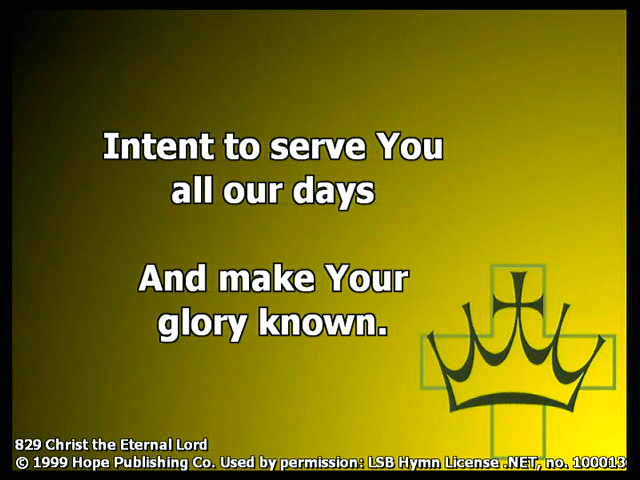 Intent to serve You
all our days
And make Your
glory known.
829 Christ the Eternal Lord
© 1999 Hope Publishing Co. Used by permission: LSB Hymn License .NET, no. 100013